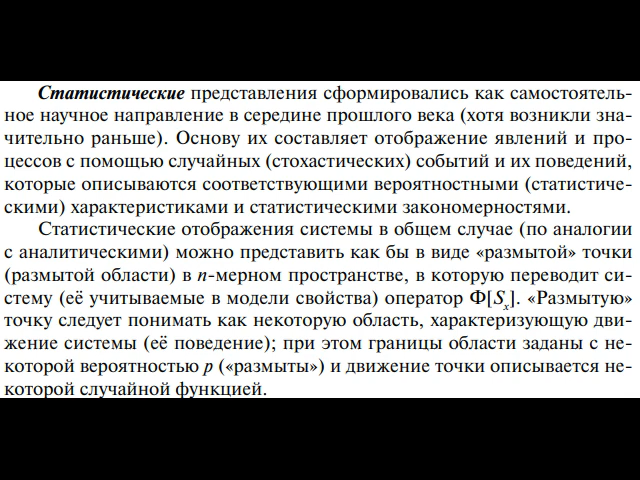 Статистические представления сформировались как самостоятель-
ное научное направление в середине прошлого века (хотя возникли зна-
чительно раньше). Основу их составляет отображение явлений и про-
цессов с помощью случайных (стохастических) событий и их поведений,
которые описываются соответствующими вероятностными (статистиче-
скими) характеристиками и статистическими закономерностями.
Статистические отображения системы в общем случае (по аналогии
с аналитическими) можно представить как бы в виде «размытой» точки
(размытой области) в n-мерном пространстве, в которую переводит си-
стему (её учитываемые в модели свойства) оператор Ф[Sx]. «Размытую»
точку следует понимать как некоторую область, характеризующую дви-
жение системы (её поведение); при этом границы области заданы с не-
которой вероятностью p («размыты») и движение точки описывается не-
которой случайной функцией.